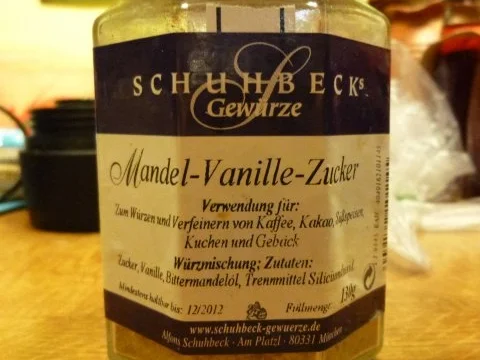 SCHUHBECKs
Gewürze
Mandel-Vanille-Zucker
Verwendung für:
Zum Würzen und Verfeinern von Kaffee, Kakao, Süßspeisen,
Kuchen und Gebäck
Würzmischung; Zutaten:
Zucker, Vanille, Bittermandelöl, Trennmittel Siliciumdioxid
Mindestens haltbar bis: 12/2012 Füllmenge: 130g
www.schuhbeck-gewuerze.de
Alfons Schuhbeck · Am Platzl · 80331 München